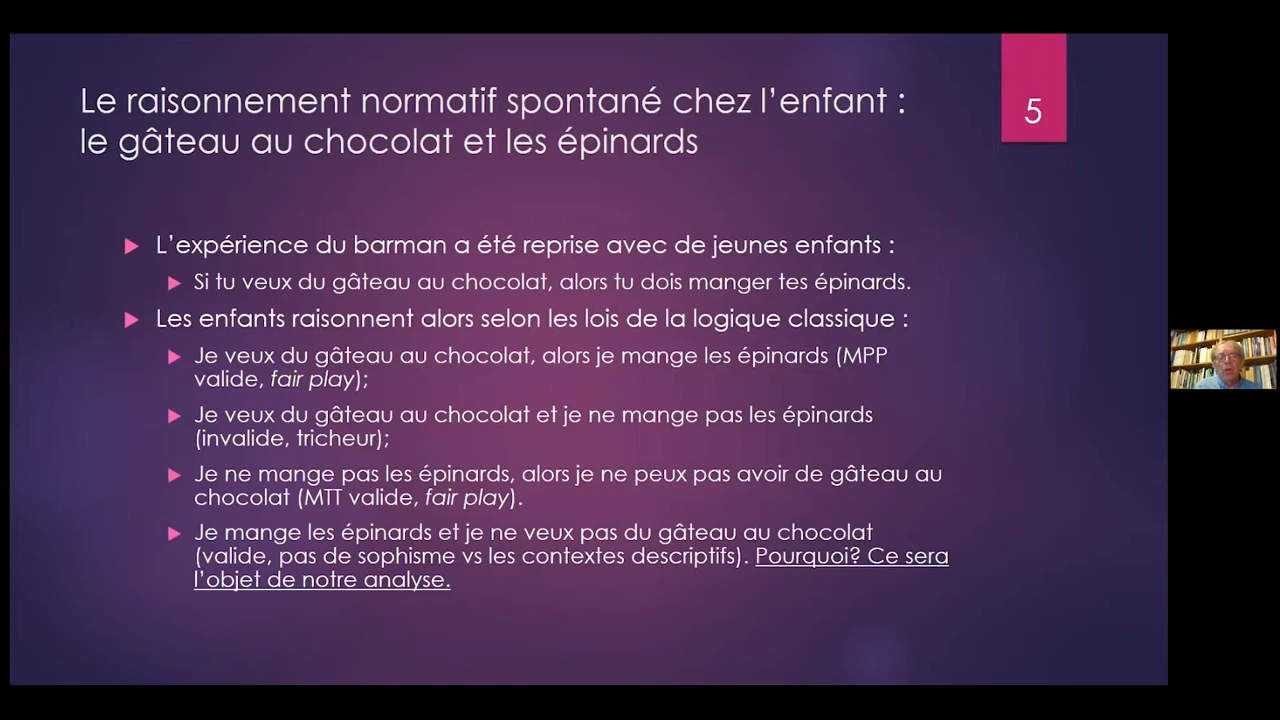 Le raisonnement normatif spontané chez l'enfant :
le gâteau au chocolat et les épinards
5
L'expérience du barman a été reprise avec de jeunes enfants :
Si tu veux du gâteau au chocolat, alors tu dois manger tes épinards.
Les enfants raisonnent alors selon les lois de la logique classique :
Je veux du gâteau au chocolat, alors je mange les épinards (MPP
valide, fair play);
Je veux du gâteau au chocolat et je ne mange pas les épinards
(invalide, tricheur);
Je ne mange pas les épinards, alors je ne peux pas avoir de gâteau au
chocolat (MTT valide, fair play).
Je mange les épinards et je ne veux pas du gâteau au chocolat
(valide, pas de sophisme vs les contextes descriptifs). Pourquoi? Ce sera
l'objet de notre analyse.